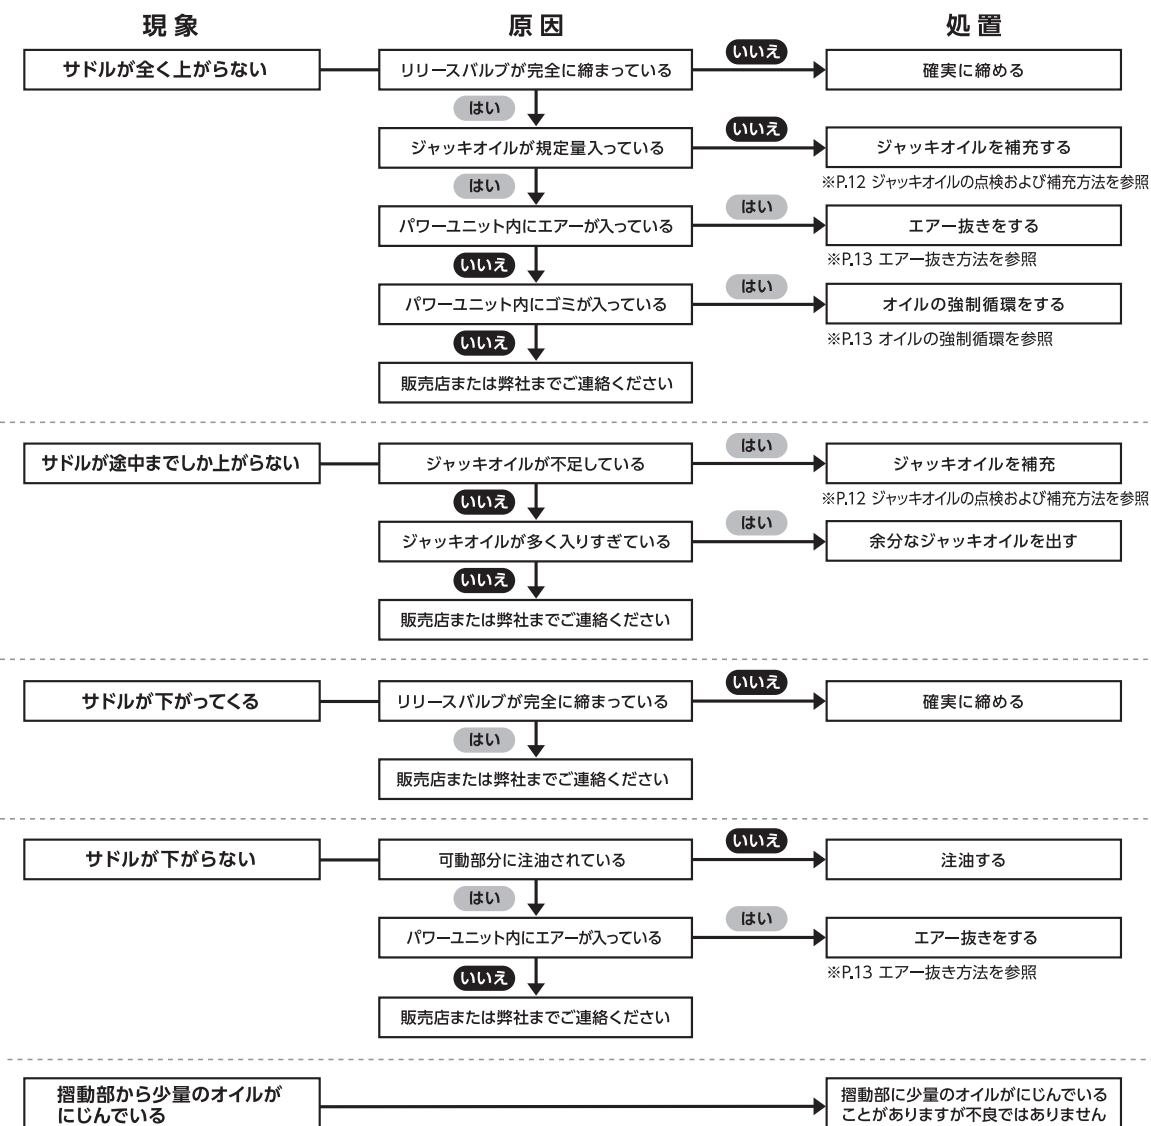 現象 原因 処置
サドルが全く上がらない リリースバルブが完全に締まっている いいえ 確実に締める
はい
ジャッキオイルが規定量入っている いいえ ジャッキオイルを補充する
※P.12 ジャッキオイルの点検および補充方法を参照
はい
パワーユニット内にエアーが入っている はい エアー抜きをする
※P.13 エアー抜き方法を参照
いいえ
パワーユニット内にゴミが入っている はい オイルの強制循環をする
※P.13 オイルの強制循環を参照
いいえ
販売店または弊社までご連絡ください
サドルが途中までしか上がらない ジャッキオイルが不足している はい ジャッキオイルを補充
※P.12 ジャッキオイルの点検および補充方法を参照
いいえ
ジャッキオイルが多く入りすぎている はい 余分なジャッキオイルを出す
いいえ
販売店または弊社までご連絡ください
サドルが下がってくる リリースバルブが完全に締まっている いいえ 確実に締める
はい
販売店または弊社までご連絡ください
サドルが下がらない 可動部分に注油されている いいえ 注油する
はい
パワーユニット内にエアーが入っている はい エアー抜きをする
※P.13 エアー抜き方法を参照
いいえ
販売店または弊社までご連絡ください
摺動部から少量のオイルが
にじんでいる
摺動部に少量のオイルがにじんでいる
ことがありますが不良ではありません